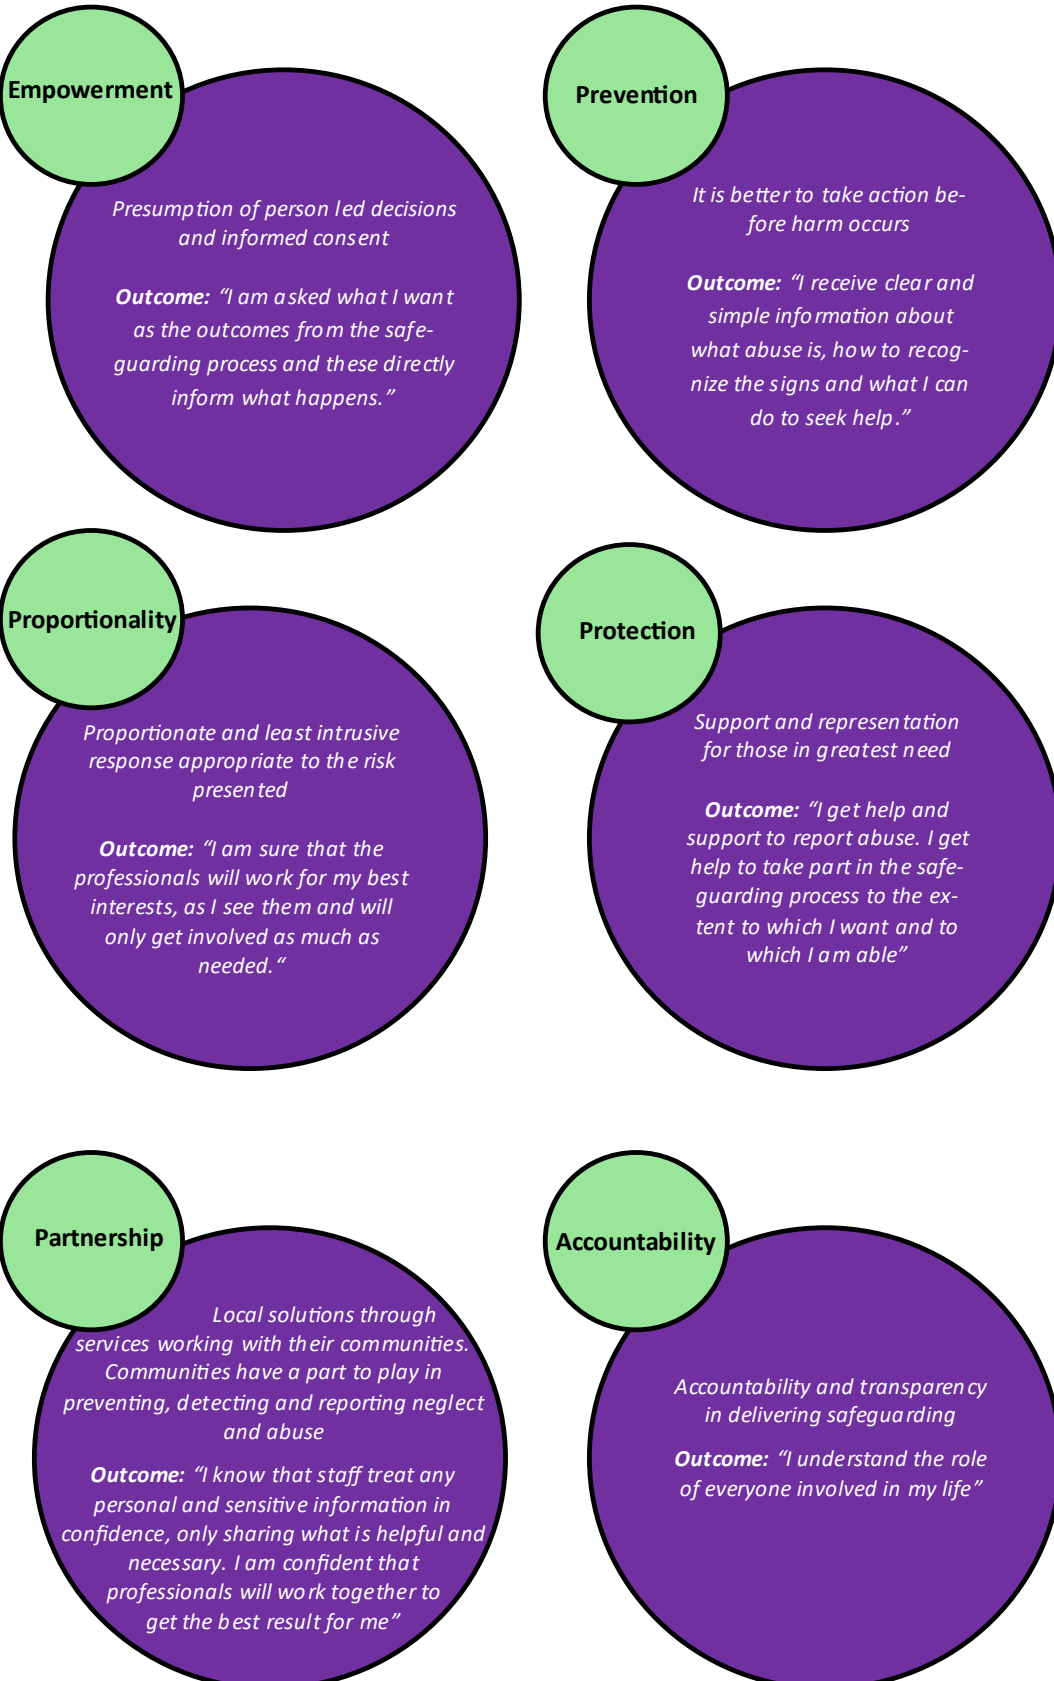 Empowerment
Presumption of person led decisions
and informed consent
Outcome: “I am asked what I want
as the outcomes from the safe-
guarding process and these directly
inform what happens.”
Prevention
It is better to take action be-
fore harm occurs
Outcome: “I receive clear and
simple information about
what abuse is, how to recog-
nize the signs and what I can
do to seek help.”
Proportionality
Proportionate and least intrusive
response appropriate to the risk
presented
Outcome: “I am sure that the
professionals will work for my best
interests, as I see them and will
only get involved as much as
needed.“
Protection
Support and representation
for those in greatest need
Outcome: “I get help and
support to report abuse. I get
help to take part in the safe-
guarding process to the ex-
tent to which I want and to
which I am able”
Partnership
Local solutions through
services working with their communities.
Communities have a part to play in
preventing, detecting and reporting neglect
and abuse
Outcome: “I know that staff treat any
personal and sensitive information in
confidence, only sharing what is helpful and
necessary. I am confident that
professionals will work together to
get the best result for me”
Accountability
Accountability and transparency
in delivering safeguarding
Outcome: “I understand the role
of everyone involved in my life”